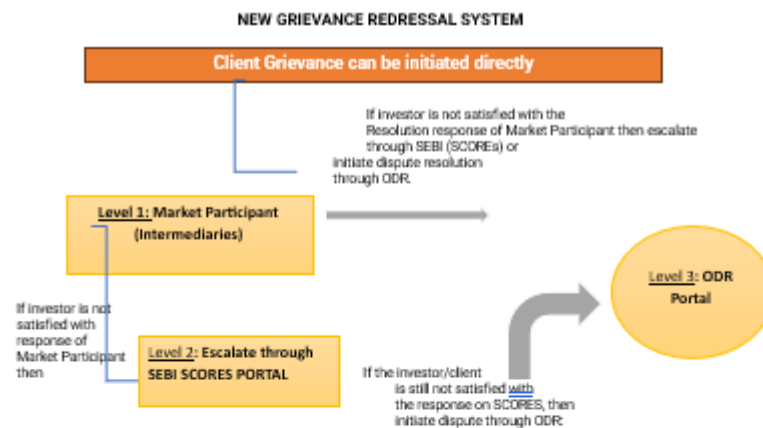 NEW GRIEVANCE REDRESSAL SYSTEM
Client Grievance can be initiated directly
If investor is not satisfied with the
Resolution response of Market Participant then escalate
through SEBI (SCOREs) or
initiate dispute resolution
through ODR.
Level 1: Market Participant
(Intermediaries)
Level 3: ODR
Portal
If investor is not
satisfied with
response of
Market Participant
then
Level 2: Escalate through
SEBI SCORES PORTAL
If the investor/client
is still not satisfied with
the response on SCORES, then
initiate dispute through ODR: